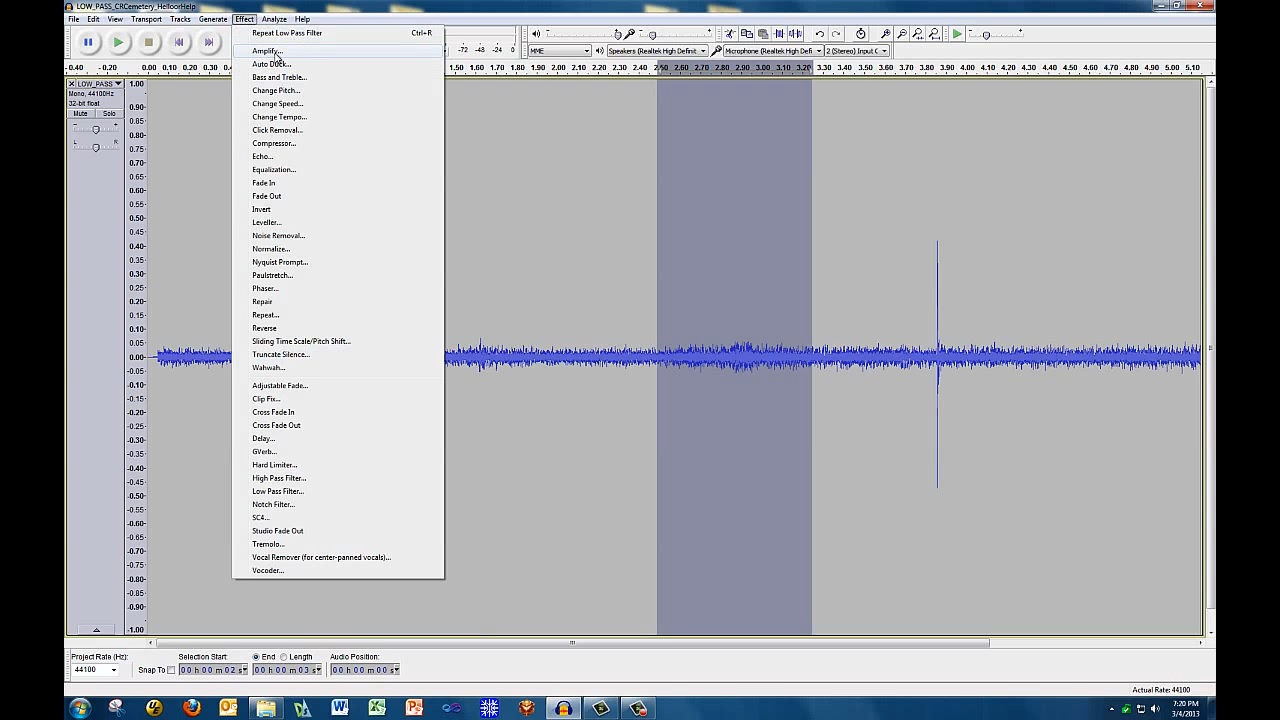 LOW_PASS_CRCemetery_HelloorHelp
File Edit View Transport Tracks Generate Effect Analyze Help
Repeat Low Pass Filter Ctrl+R
Amplify...
Auto Duck...
Bass and Treble...
Change Pitch...
Change Speed...
Change Tempo...
Click Removal...
Compressor...
Echo...
Equalization...
Fade In
Fade Out
Invert
Leveller...
Noise Removal...
Normalize...
Nyquist Prompt...
Paulstretch...
Phaser...
Repair
Repeat...
Reverse
Sliding Time Scale/Pitch Shift...
Truncate Silence...
Wahwah...
Adjustable Fade...
Clip Fix...
Cross Fade In
Cross Fade Out
Delay...
GVerb...
Hard Limiter...
High Pass Filter...
Low Pass Filter...
Notch Filter...
SC4...
Studio Fade Out
Tremolo...
Vocal Remover (for center-panned vocals)...
Vocoder...
-72 -48 -24 0
MME Speakers (Realtek High Definit Microphone (Realtek High Defi 2 (Stereo) Input C
-0.40 -0.20 1.50 1.60 1.70 1.80 1.90 2.00 2.10 2.20 2.30 2.40 2.50 2.60 2.70 2.80 2.90 3.00 3.10 3.20 3.30 3.40 3.50 3.60 3.70 3.80 3.90 4.00 4.10 4.20 4.30 4.40 4.50 4.60 4.70 4.80 4.90 5.00 5.10
LOW_PASS
Mono, 44100Hz
32-bit float
Mute Solo
- +
L R
1.00
0.90
0.85
0.80
0.75
0.70
0.65
0.60
0.55
0.50
0.45
0.40
0.35
0.30
0.25
0.20
0.15
0.10
0.05
0.00
-0.05
-0.10
-0.15
-0.20
-0.25
-0.30
-0.35
-0.40
-0.45
-0.50
-0.55
-0.60
-0.65
-0.70
-0.75
-0.80
-0.85
-0.90
-1.00
Project Rate (Hz): Selection Start: End Length Audio Position:
44100 Snap To 00 h 00 m 02 s 00 h 00 m 03 s 00 h 00 m 00 s
Actual Rate: 44100
7:20 PM
3/4/2013